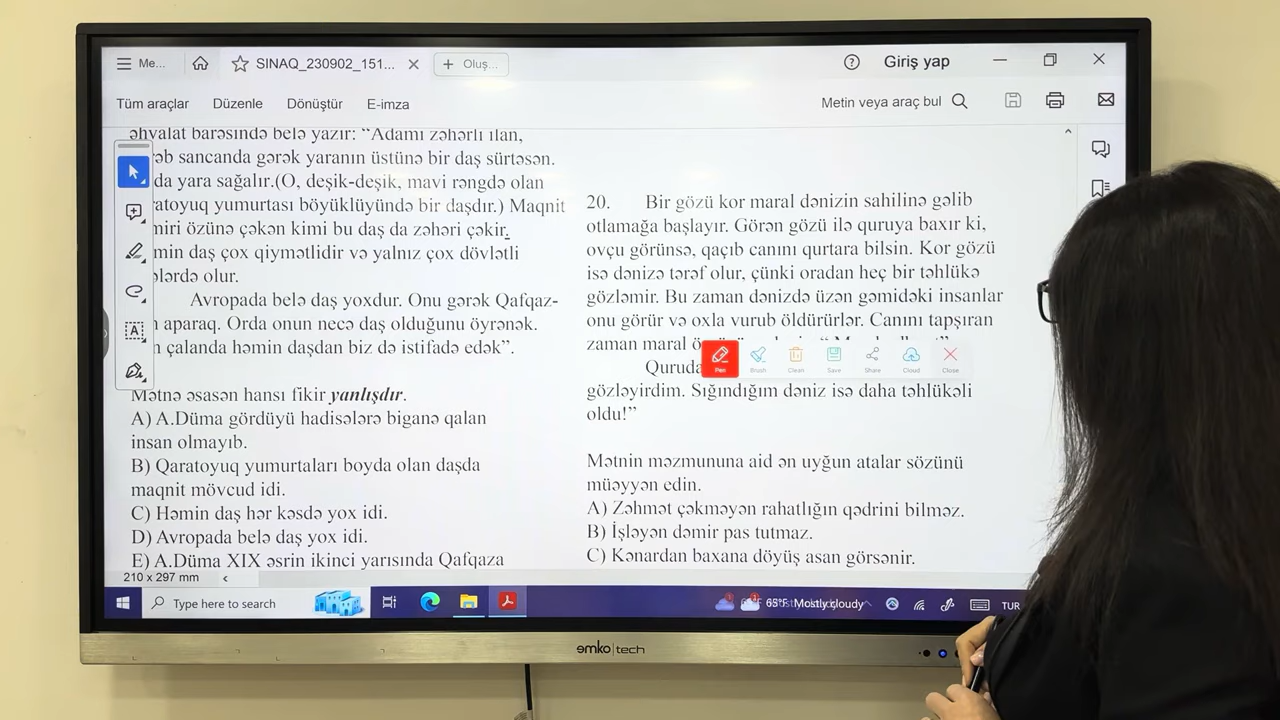 Me...
SINAQ_230902_151...
+ Oluş...
Giriş yap
Tüm araçlar
Düzenle
Dönüştür
E-imza
Metin veya araç bul
əhvalat barəsində belə yazır: “Adamı zəhərli ilan,
əb sancanda gərək yaranın üstünə bir daş sürtəsən.
da yara sağalır.(O, deşik-deşik, mavi rəngdə olan
ratoyuq yumurtası böyüklüyündə bir daşdır.) Maqnit
miri özünə çəkən kimi bu daş da zəhəri çəkir.
min daş çox qiymətlidir və yalnız çox dövlətli
lərdə olur.
Avropada belə daş yoxdur. Onu gərək Qafqaz-
aparaq. Orda onun necə daş olduğunu öyrənək.
çalanda həmin daşdan biz də istifadə edək”.
Mətnə əsasən hansı fikir yanlışdır.
A) A.Düma gördüyü hadisələrə biganə qalan
insan olmayıb.
B) Qaratoyuq yumurtaları boyda olan daşda
maqnit mövcud idi.
C) Həmin daş hər kəsdə yox idi.
D) Avropada belə daş yox idi.
E) A.Düma XIX əsrin ikinci yarısında Qafqaza
20. Bir gözü kor maral dənizin sahilinə gəlib
otlamağa başlayır. Görən gözü ilə quruya baxır ki,
ovçu görünsə, qaçıb canını qurtara bilsin. Kor gözü
isə dənizə tərəf olur, çünki oradan heç bir təhlükə
gözləmir. Bu zaman dənizdə üzən gəmidəki insanlar
onu görür və oxla vurub öldürürlər. Canını tapşıran
zaman maral
Quruda
gözləyirdim. Sığındığım dəniz isə daha təhlükəli
oldu!”
Mətnin məzmununa aid ən uyğun atalar sözünü
müəyyən edin.
A) Zəhmət çəkməyən rahatlığın qədrini bilməz.
B) İşləyən dəmir pas tutmaz.
C) Kənardan baxana döyüş asan görsənir.
Pen
Brush
Clean
Save
Share
Cloud
Close
210 x 297 mm
Type here to search
65°F Mostly cloudy
TUR
emko|tech